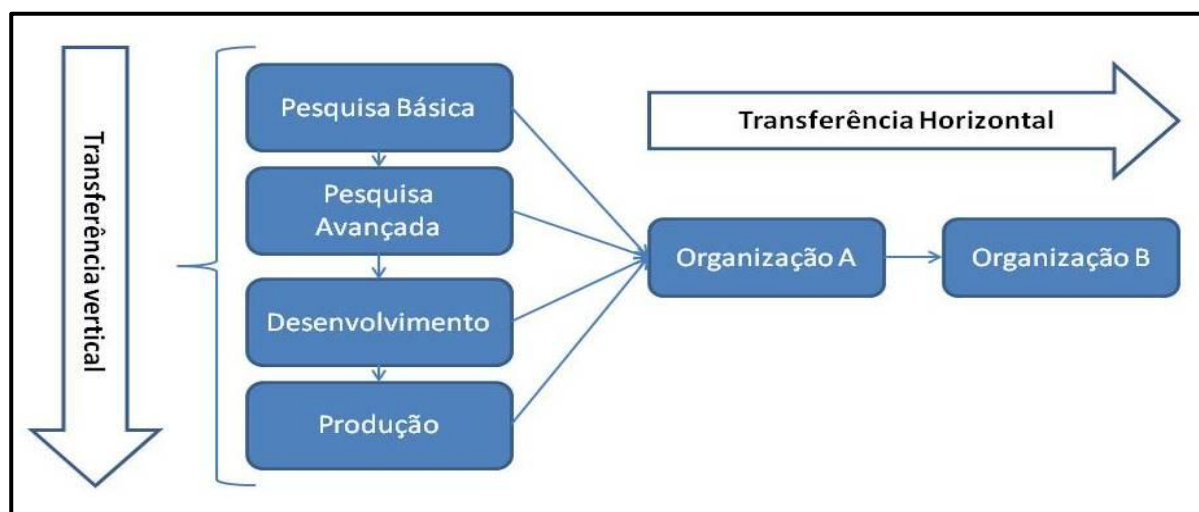 Transferência vertical
Pesquisa Básica
Pesquisa
Avançada
Desenvolvimento
Produção
Transferência Horizontal
Organização A
Organização B